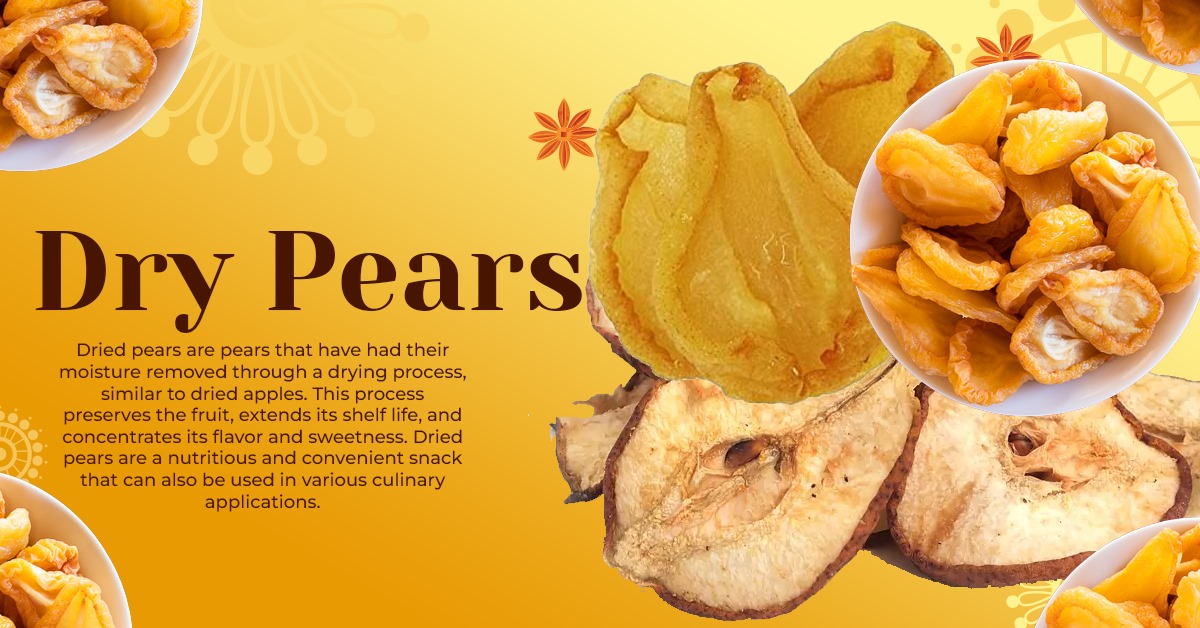 Dry Pears
Dried pears are pears that have had their
moisture removed through a drying process,
similar to dried apples. This process
preserves the fruit, extends its shelf life, and
concentrates its flavor and sweetness. Dried
pears are a nutritious and convenient snack
that can also be used in various culinary
applications.